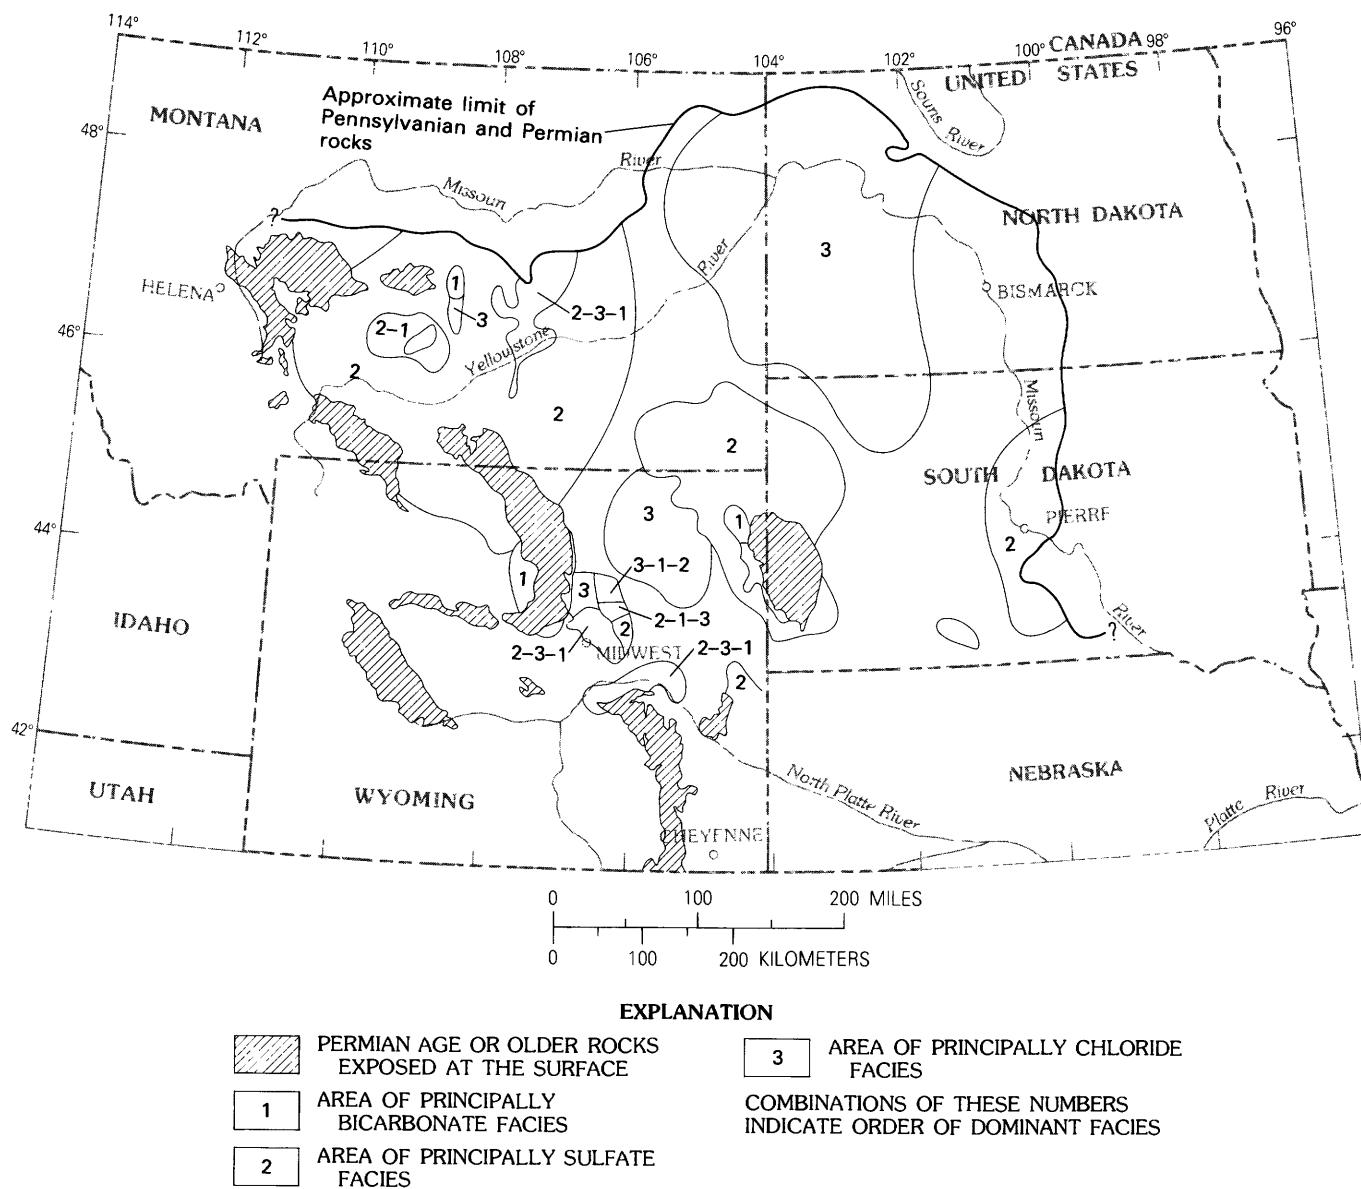 114°
112°
110°
108°
106°
104°
102°
100°
CANADA
98°
96°
UNITED STATES
Souris River
Approximate limit of
Pennsylvanian and Permian
rocks
MONTANA
48°
Missouri River
?
NORTH DAKOTA
3
River
HELENA
1
BISMARCK
2-3-1
3
2-1
46°
Yellowstone
2
Missouri
2
2
SOUTH DAKOTA
3
1
PIERRE
44°
2
3-1-2
1
3
2-1-3
IDAHO
2
River
?
2-3-1
MIDWEST
2-3-1
2
42°
NEBRASKA
UTAH
WYOMING
North Platte River
Platte River
CHEYENNE
0 100 200 MILES
0 100 200 KILOMETERS
EXPLANATION
PERMIAN AGE OR OLDER ROCKS
EXPOSED AT THE SURFACE
1 AREA OF PRINCIPALLY
BICARBONATE FACIES
2 AREA OF PRINCIPALLY SULFATE
FACIES
3 AREA OF PRINCIPALLY CHLORIDE
FACIES
COMBINATIONS OF THESE NUMBERS
INDICATE ORDER OF DOMINANT FACIES